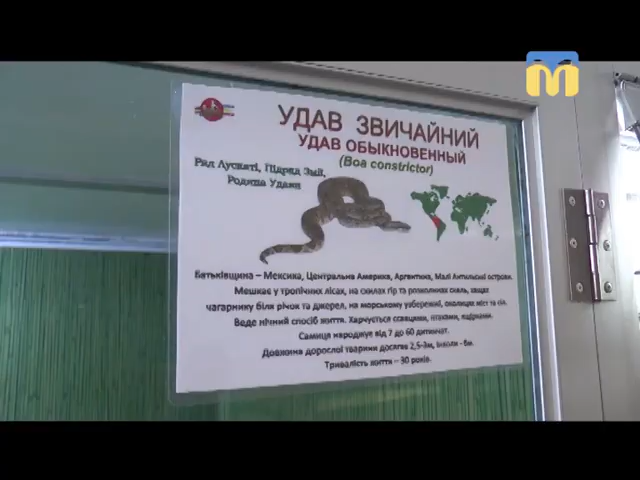 УДАВ ЗВИЧАЙНИЙ
УДАВ ОБЫКНОВЕННЫЙ
(Boa constrictor)
Ряд Лускаті, Підряд Змії,
Родина Удави
Батьківщина – Мексика, Центральна Америка, Аргентина, Малі Антильські острови.
Мешкає у тропічних лісах, на схилах гір та розколинах скель, хащах
чагарнику біля річок та джерел, на морському узбережжі, околицях міст та сіл.
Веде нічний спосіб життя. Харчується ссавцями, птахами, ящірками.
Самиця народжує від 7 до 60 дитинчат.
Довжина дорослої тварини досягає 2,5-3м, інколи - 6м.
Тривалість життя – 30 років.